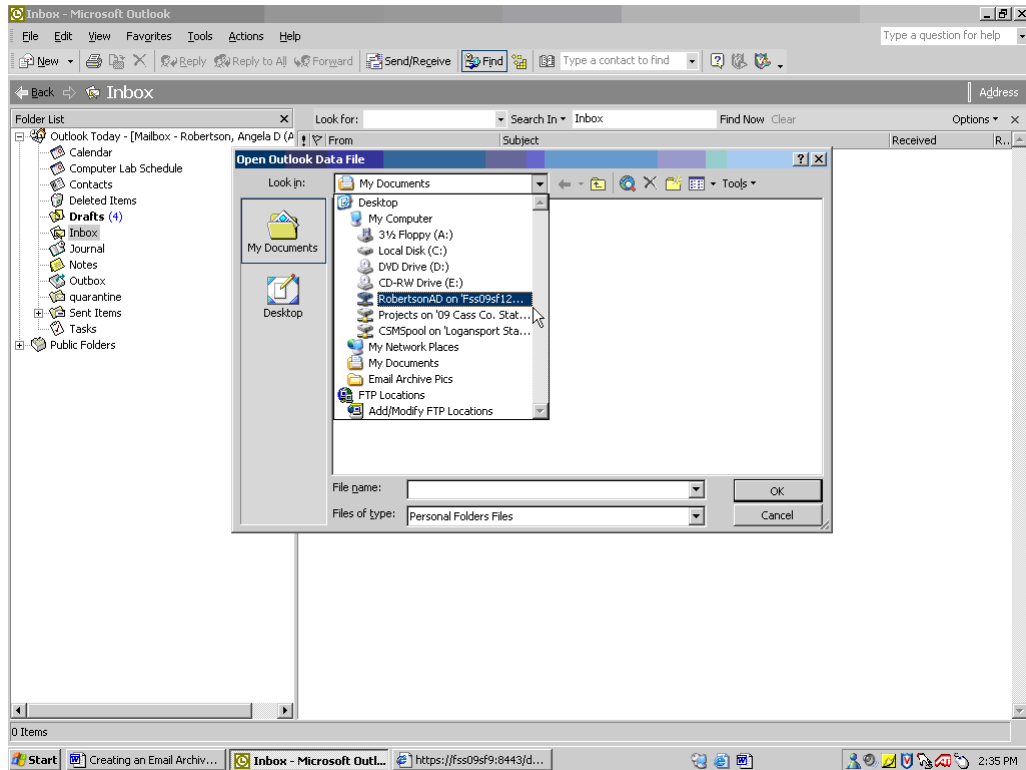 Inbox - Microsoft Outlook
File Edit View Favorites Tools Actions Help Type a question for help
New Reply Reply to All Forward Send/Receive Find Type a contact to find
Back Inbox Address
Folder List Look for: Search In Inbox Find Now Clear Options
Outlook Today - [Mailbox - Robertson, Angela D (A From Subject Received R..
Calendar
Computer Lab Schedule
Contacts
Deleted Items
Drafts (4)
Inbox
Journal
Notes
Outbox
quarantine
Sent Items
Tasks
Public Folders
Open Outlook Data File
Look in: My Documents Tools
My Documents
Desktop
Desktop
My Computer
3½ Floppy (A:)
Local Disk (C:)
DVD Drive (D:)
CD-RW Drive (E:)
RobertsonAD on 'Fss09sf12...
Projects on '09 Cass Co. Stat...
CSMSpool on 'Logansport Sta...
My Network Places
My Documents
Email Archive Pics
FTP Locations
Add/Modify FTP Locations
File name: OK
Files of type: Personal Folders Files Cancel
0 Items
Start Creating an Email Archiv... Inbox - Microsoft Outl... https://fss09sf9:8443/d... 2:35 PM